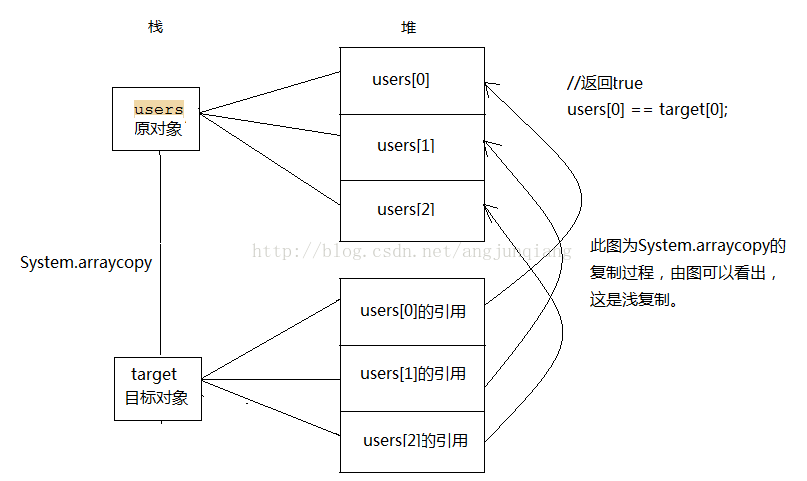 栈
堆
users
原对象
users[0]
users[1]
users[2]
//返回true
users[0] == target[0];
http://blog.csdn.net/angjunqiang
System.arraycopy
此图为System.arraycopy的
复制过程，由图可以看出，
这是浅复制。
target
目标对象
users[0]的引用
users[1]的引用
users[2]的引用